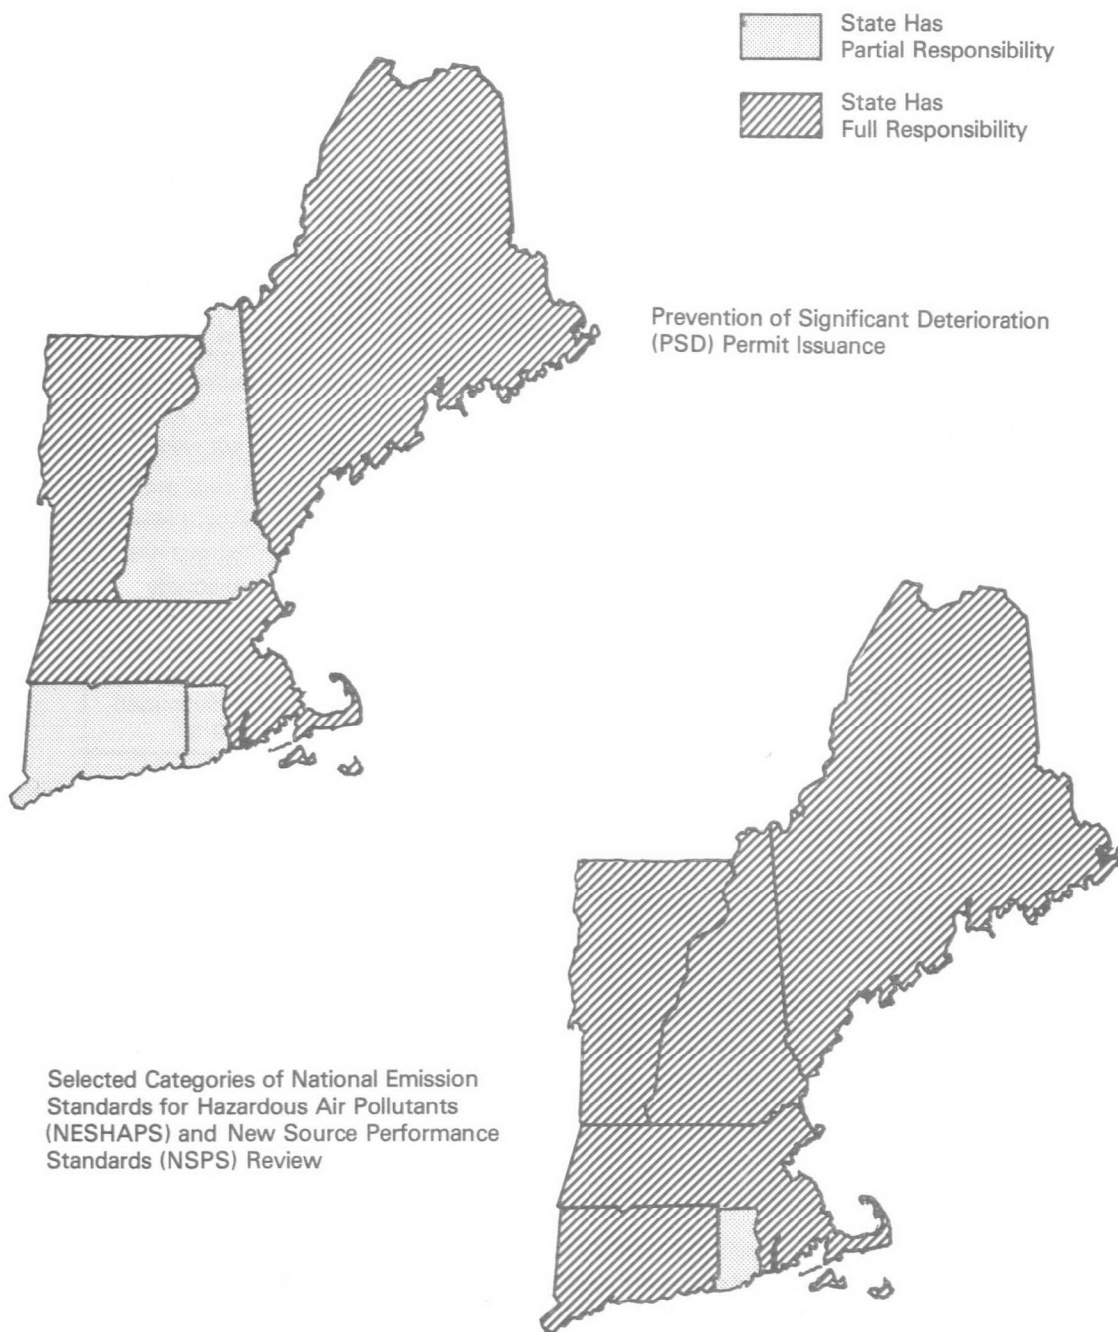 State Has
Partial Responsibility
State Has
Full Responsibility
Prevention of Significant Deterioration
(PSD) Permit Issuance
Selected Categories of National Emission
Standards for Hazardous Air Pollutants
(NESHAPS) and New Source Performance
Standards (NSPS) Review